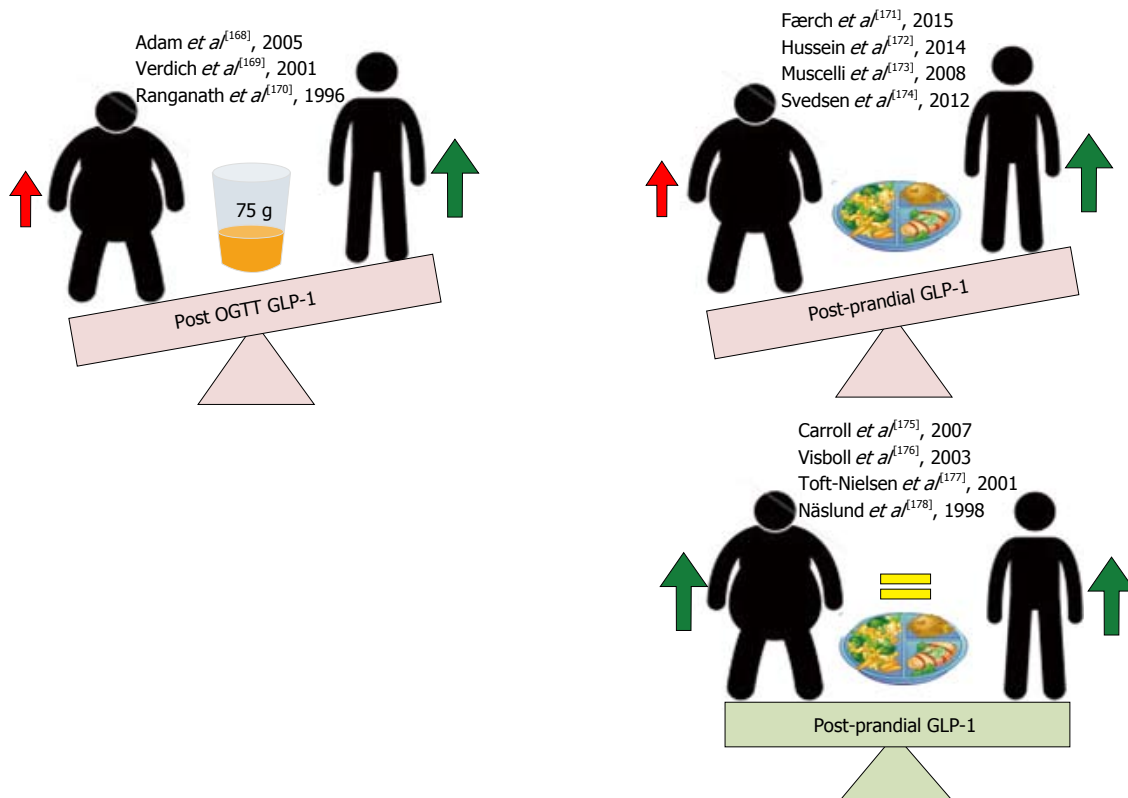 Adam et al[168], 2005
Verdich et al[169], 2001
Ranganath et al[170], 1996
75 g
Post OGTT GLP-1
Færch et al[171], 2015
Hussein et al[172], 2014
Muscelli et al[173], 2008
Svedsen et al[174], 2012
Post-prandial GLP-1
Carroll et al[175], 2007
Visboll et al[176], 2003
Toft-Nielsen et al[177], 2001
Näslund et al[178], 1998
Post-prandial GLP-1